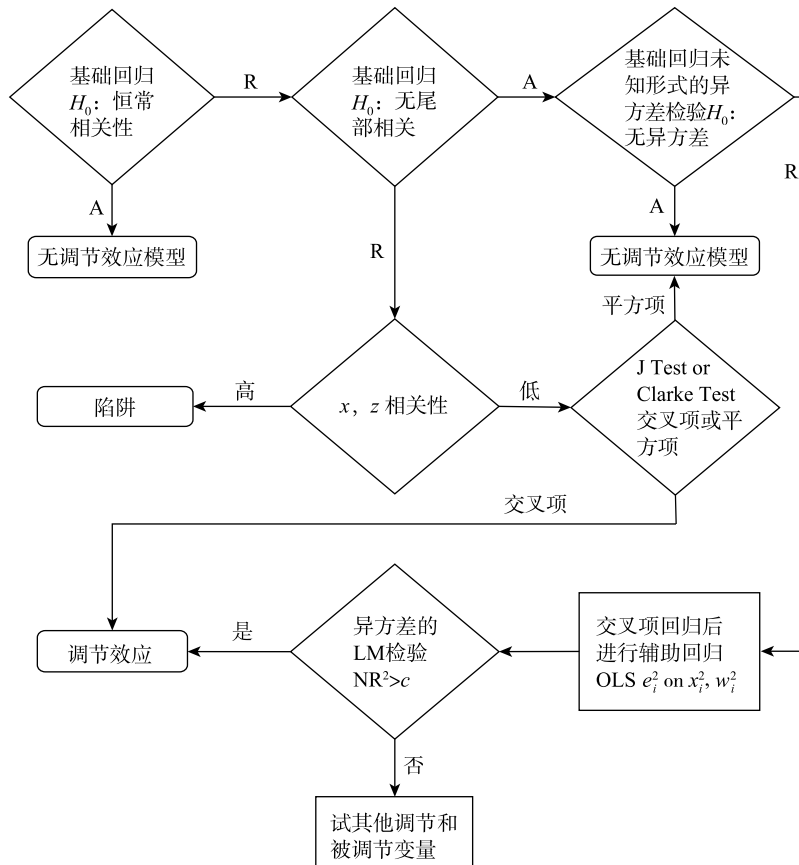 基础回归
H₀：恒常
相关性
R
基础回归
H₀：无尾
部相关
A
基础回归未
知形式的异
方差检验H₀：
无异方差
R
A
无调节效应模型
R
A
无调节效应模型
平方项
陷阱
高
x，z 相关性
低
J Test or
Clarke Test
交叉项或平
方项
交叉项
调节效应
是
异方差的
LM检验
NR²>c
交叉项回归后
进行辅助回归
OLS eᵢ² on xᵢ², wᵢ²
否
试其他调节和
被调节变量